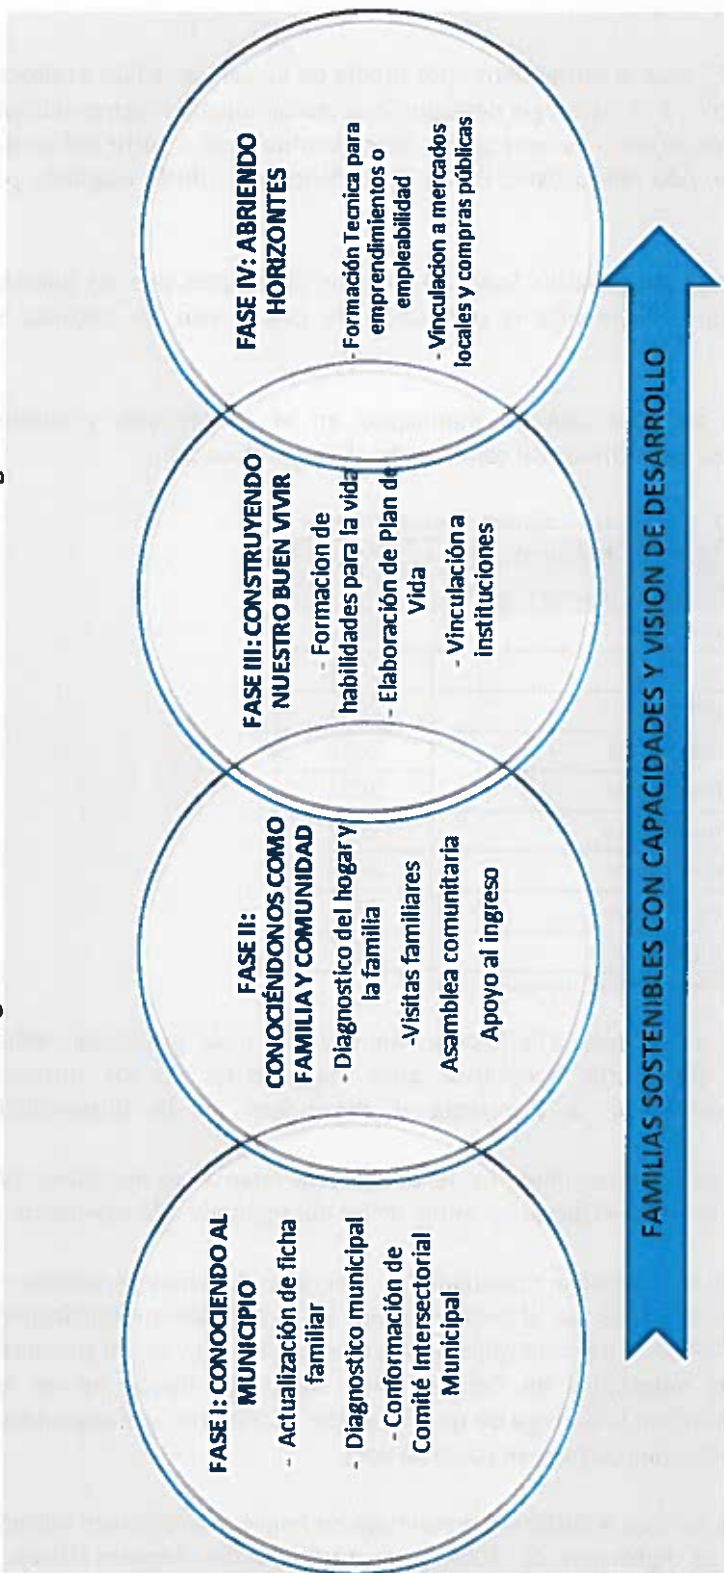 FASE I: CONOCIENDO AL
MUNICIPIO
- Actualización de ficha
familiar
- Diagnostico municipal
- Conformación de
Comité Intersectorial
Municipal
FASE II:
CONOCIÉNDONOS COMO
FAMILIA Y COMUNIDAD
- Diagnostico del hogar y
la familia
-Visitas familiares
Asamblea comunitaria
Apoyo al ingreso
FASE III: CONSTRUYENDO
NUESTRO BUEN VIVIR
- Formacion de
habilidades para la vida
- Elaboración de Plan de
Vida
- Vinculación a
instituciones
FASE IV: ABRIENDO
HORIZONTES
- Formación Tecnica para
emprendimientos o
empleabilidad
- Vinculacion a mercados
locales y compras públicas
FAMILIAS SOSTENIBLES CON CAPACIDADES Y VISION DE DESARROLLO